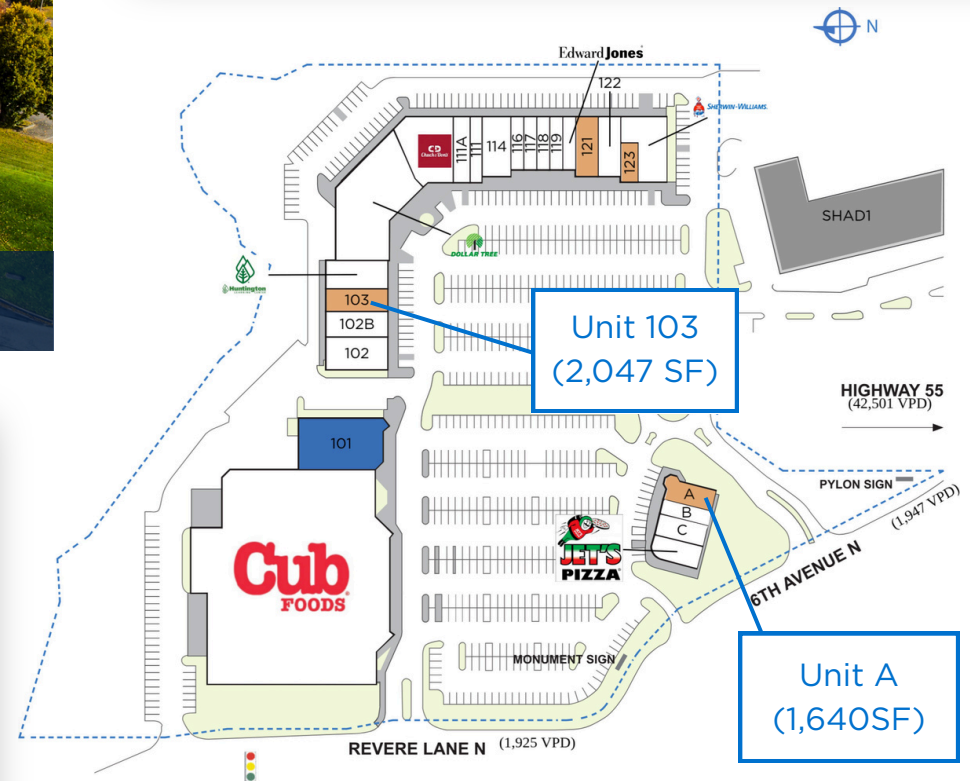 N
Edward Jones
122
SHERWIN-WILLIAMS.
111A
111
114
116
117
118
119
121
123
SHAD1
DOLLAR TREE
Huntington
103
102B
102
Unit 103
(2,047 SF)
HIGHWAY 55
(42,501 VPD)
101
PYLON SIGN
(1,947 VPD)
A
B
C
Cub
FOODS
JET'S
PIZZA
6TH AVENUE N
MONUMENT SIGN
Unit A
(1,640SF)
REVERE LANE N (1,925 VPD)